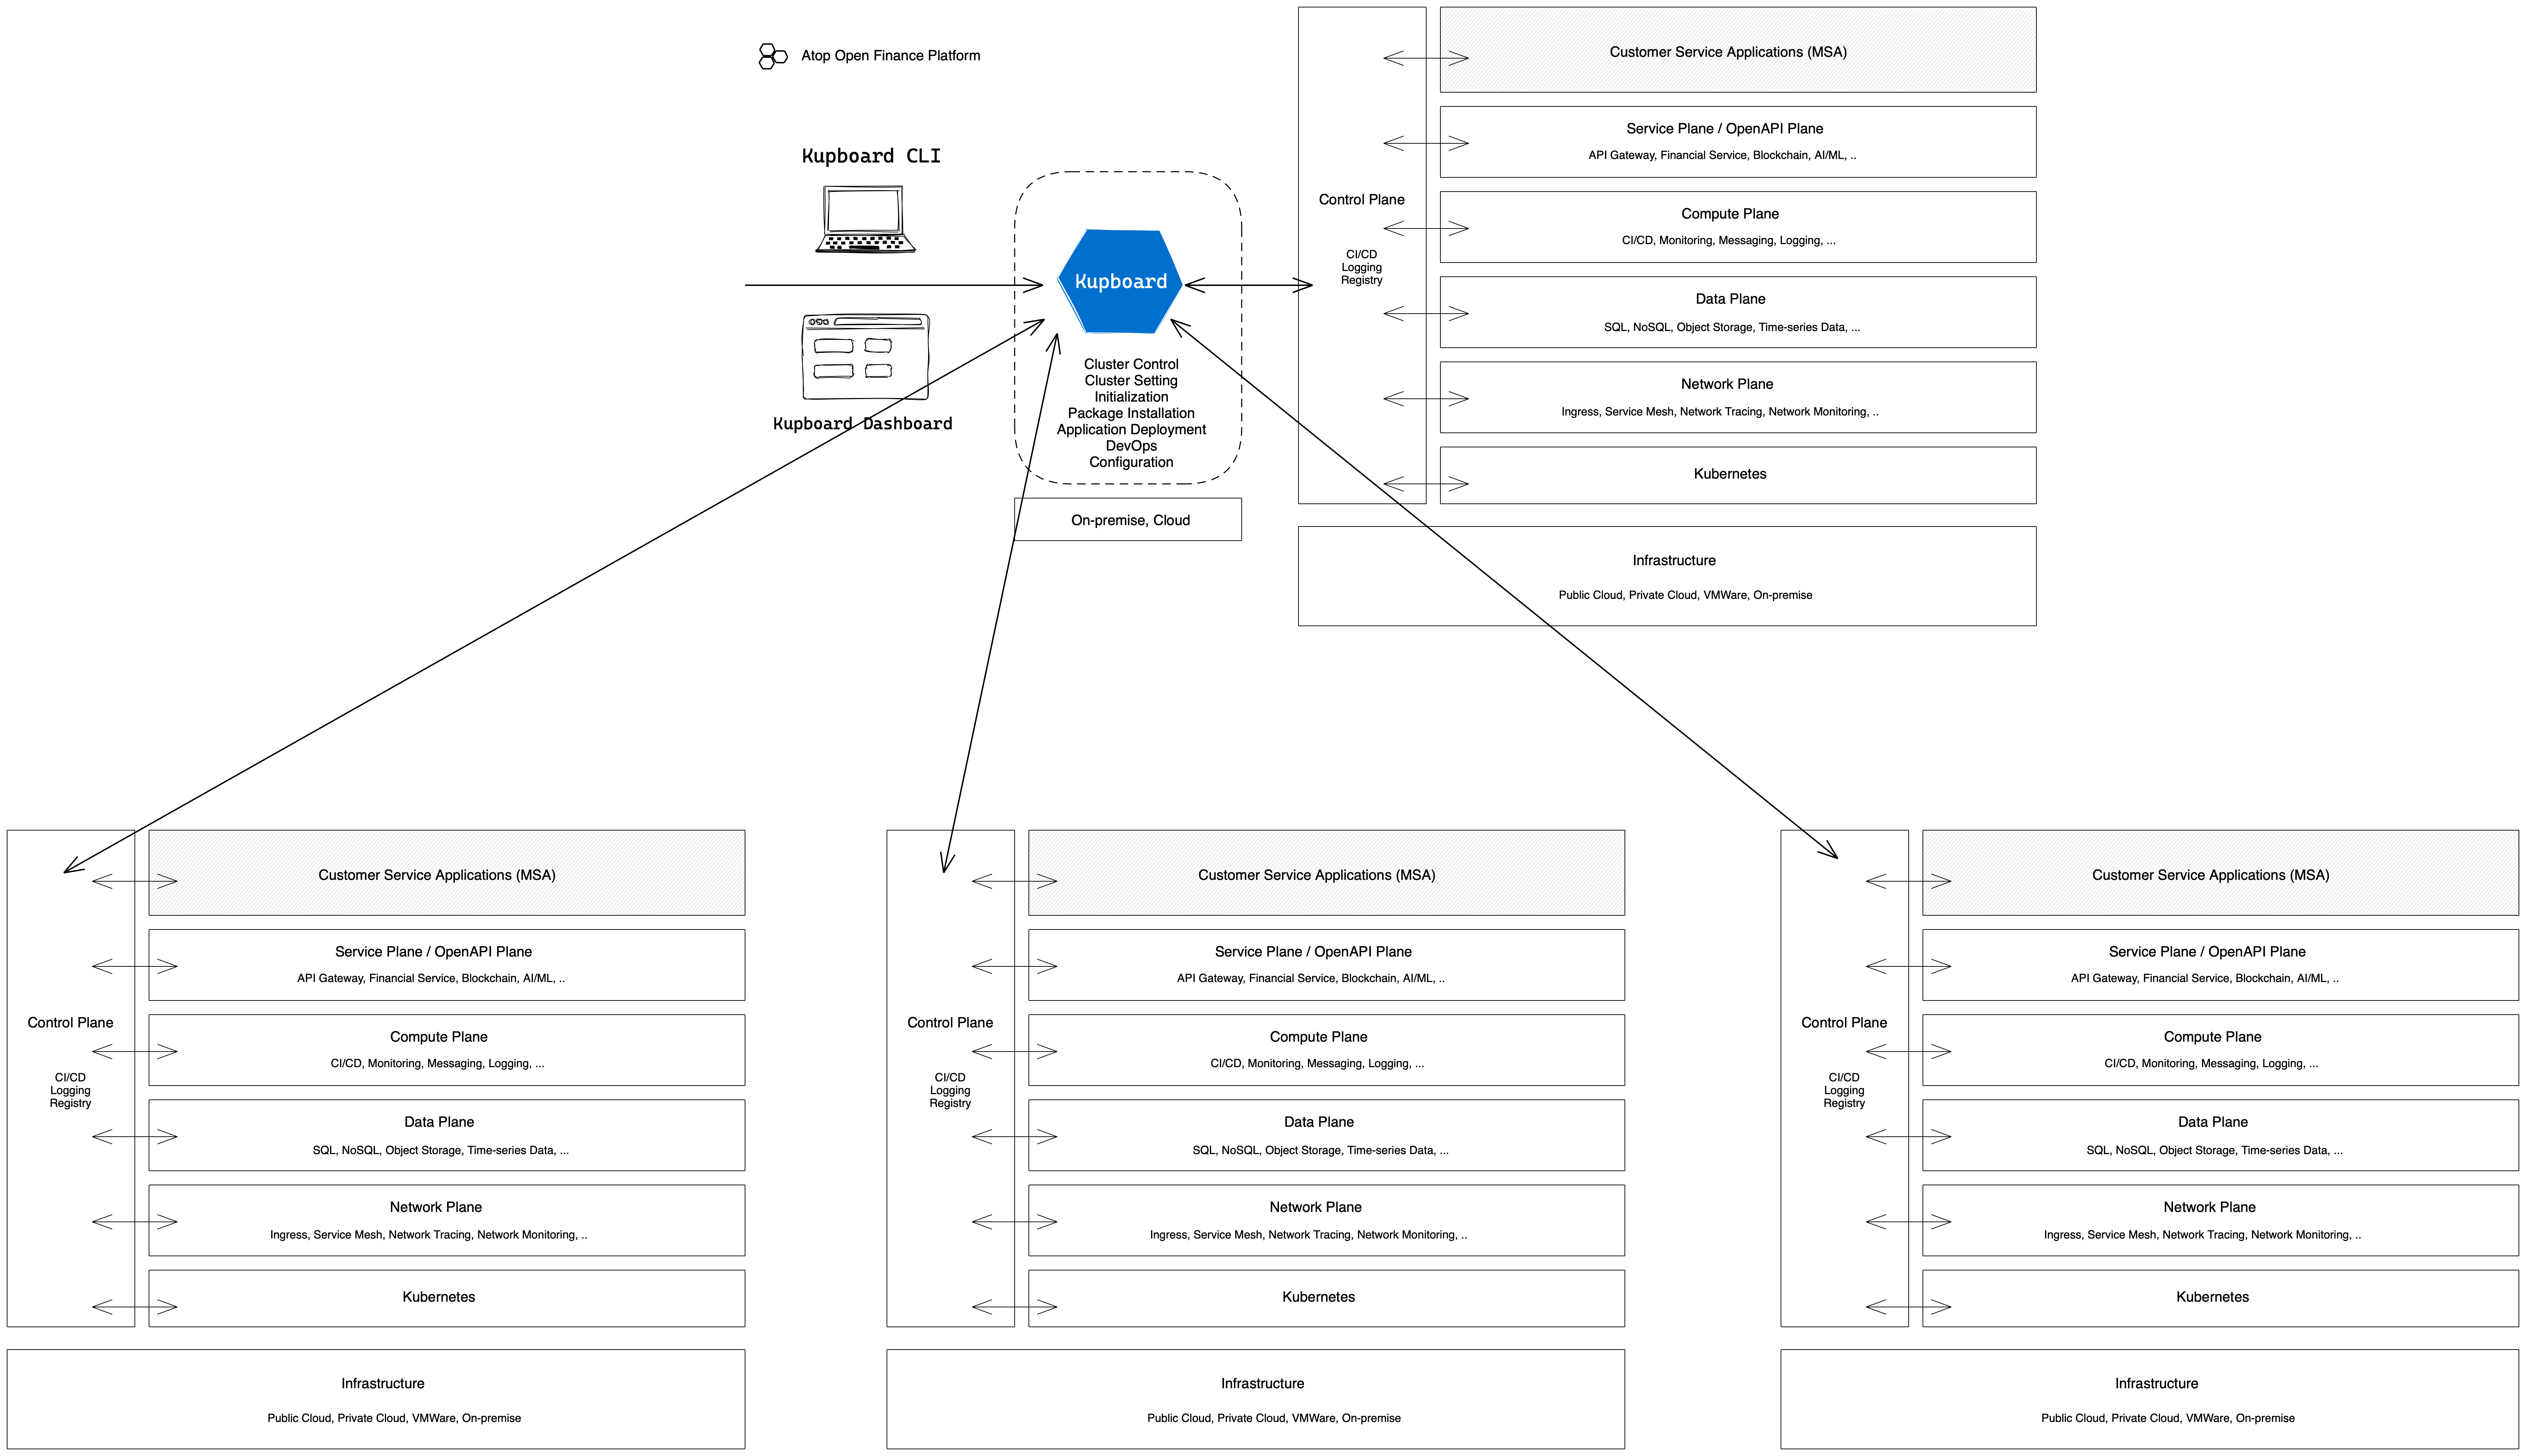 Atop Open Finance Platform
Kupboard CLI
Kupboard Dashboard
Kupboard
Cluster Control
Cluster Setting
Initialization
Package Installation
Application Deployment
DevOps
Configuration
On-premise, Cloud
Control Plane
CI/CD
Logging
Registry
Customer Service Applications (MSA)
Service Plane / OpenAPI Plane
API Gateway, Financial Service, Blockchain, AI/ML, ..
Compute Plane
CI/CD, Monitoring, Messaging, Logging, ...
Data Plane
SQL, NoSQL, Object Storage, Time-series Data, ...
Network Plane
Ingress, Service Mesh, Network Tracing, Network Monitoring, ..
Kubernetes
Infrastructure
Public Cloud, Private Cloud, VMWare, On-premise
Control Plane
CI/CD
Logging
Registry
Customer Service Applications (MSA)
Service Plane / OpenAPI Plane
API Gateway, Financial Service, Blockchain, AI/ML, ..
Compute Plane
CI/CD, Monitoring, Messaging, Logging, ...
Data Plane
SQL, NoSQL, Object Storage, Time-series Data, ...
Network Plane
Ingress, Service Mesh, Network Tracing, Network Monitoring, ..
Kubernetes
Infrastructure
Public Cloud, Private Cloud, VMWare, On-premise
Control Plane
CI/CD
Logging
Registry
Customer Service Applications (MSA)
Service Plane / OpenAPI Plane
API Gateway, Financial Service, Blockchain, AI/ML, ..
Compute Plane
CI/CD, Monitoring, Messaging, Logging, ...
Data Plane
SQL, NoSQL, Object Storage, Time-series Data, ...
Network Plane
Ingress, Service Mesh, Network Tracing, Network Monitoring, ..
Kubernetes
Infrastructure
Public Cloud, Private Cloud, VMWare, On-premise
Control Plane
CI/CD
Logging
Registry
Customer Service Applications (MSA)
Service Plane / OpenAPI Plane
API Gateway, Financial Service, Blockchain, AI/ML, ..
Compute Plane
CI/CD, Monitoring, Messaging, Logging, ...
Data Plane
SQL, NoSQL, Object Storage, Time-series Data, ...
Network Plane
Ingress, Service Mesh, Network Tracing, Network Monitoring, ..
Kubernetes
Infrastructure
Public Cloud, Private Cloud, VMWare, On-premise